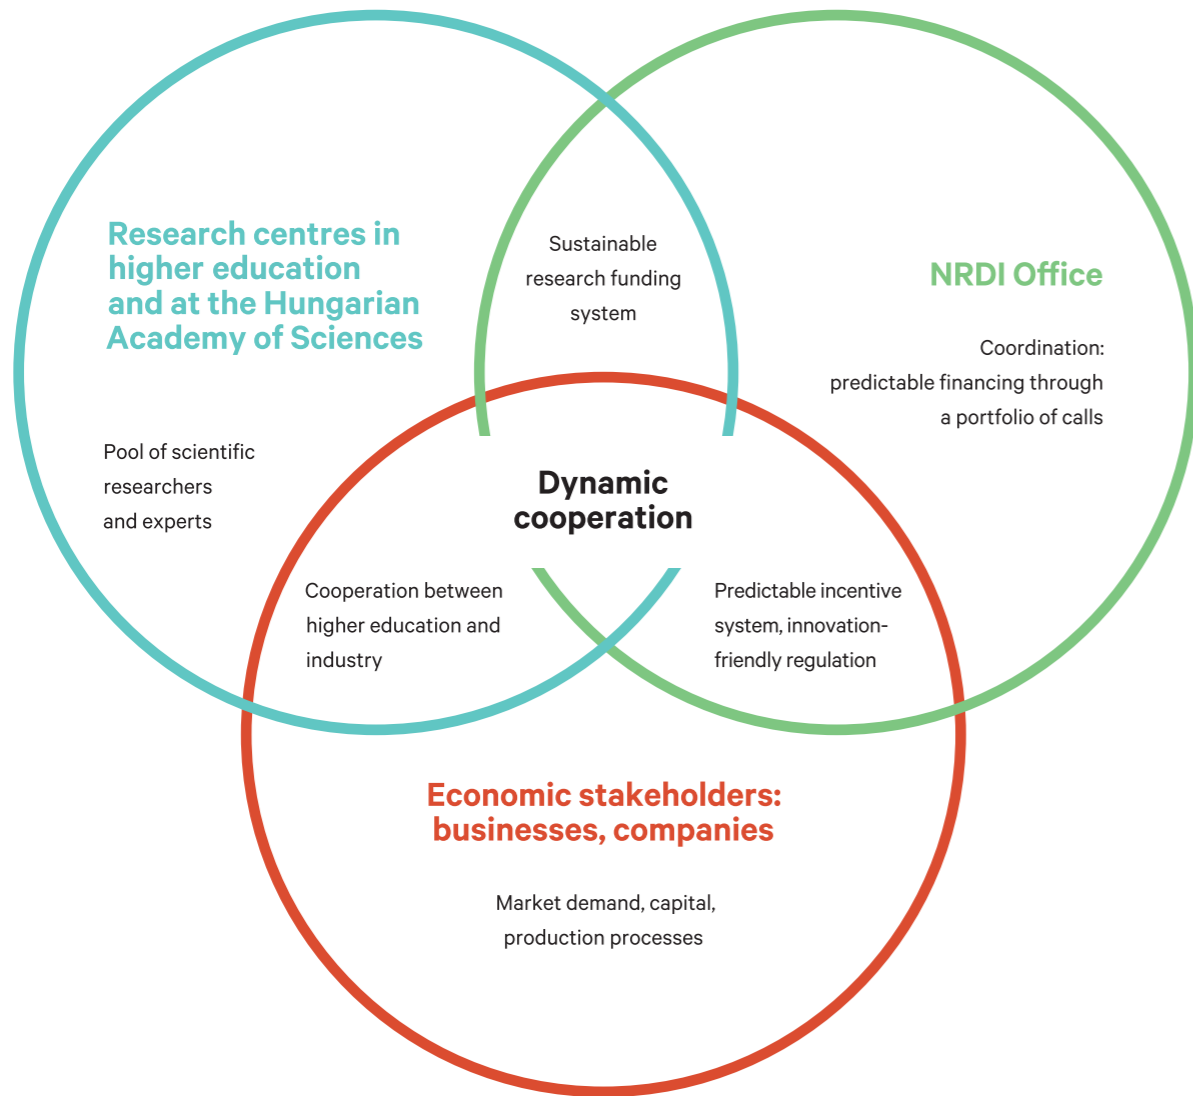 Research centres in
higher education
and at the Hungarian
Academy of Sciences
Pool of scientific
researchers
and experts
Sustainable
research funding
system
NRDI Office
Coordination:
predictable financing through
a portfolio of calls
Dynamic
cooperation
Cooperation between
higher education and
industry
Predictable incentive
system, innovation-
friendly regulation
Economic stakeholders:
businesses, companies
Market demand, capital,
production processes